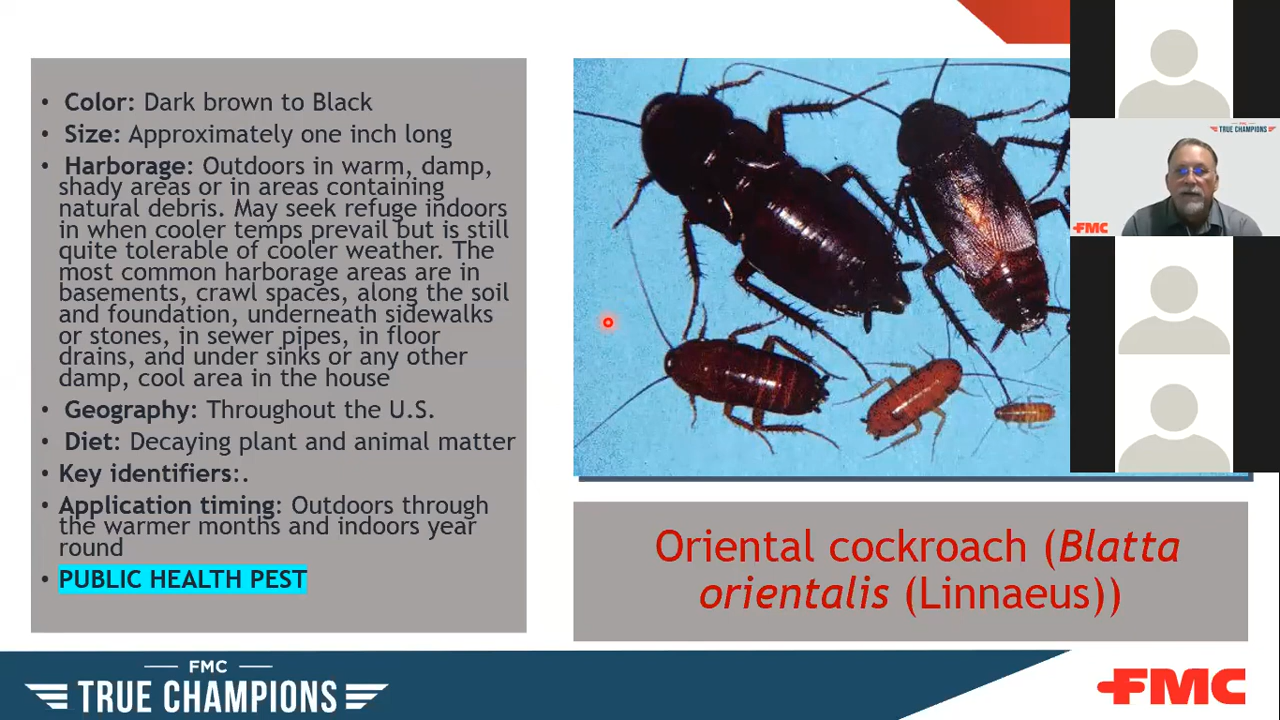 Color: Dark brown to Black
Size: Approximately one inch long
Harborage: Outdoors in warm, damp,
shady areas or in areas containing
natural debris. May seek refuge indoors
in when cooler temps prevail but is still
quite tolerable of cooler weather. The
most common harborage areas are in
basements, crawl spaces, along the soil
and foundation, underneath sidewalks
or stones, in sewer pipes, in floor
drains, and under sinks or any other
damp, cool area in the house
Geography: Throughout the U.S.
Diet: Decaying plant and animal matter
Key identifiers:.
Application timing: Outdoors through
the warmer months and indoors year
round
PUBLIC HEALTH PEST
Oriental cockroach (Blatta
orientalis (Linnaeus))
TRUE CHAMPIONS
FMC
FMC
TRUE CHAMPIONS
FMC